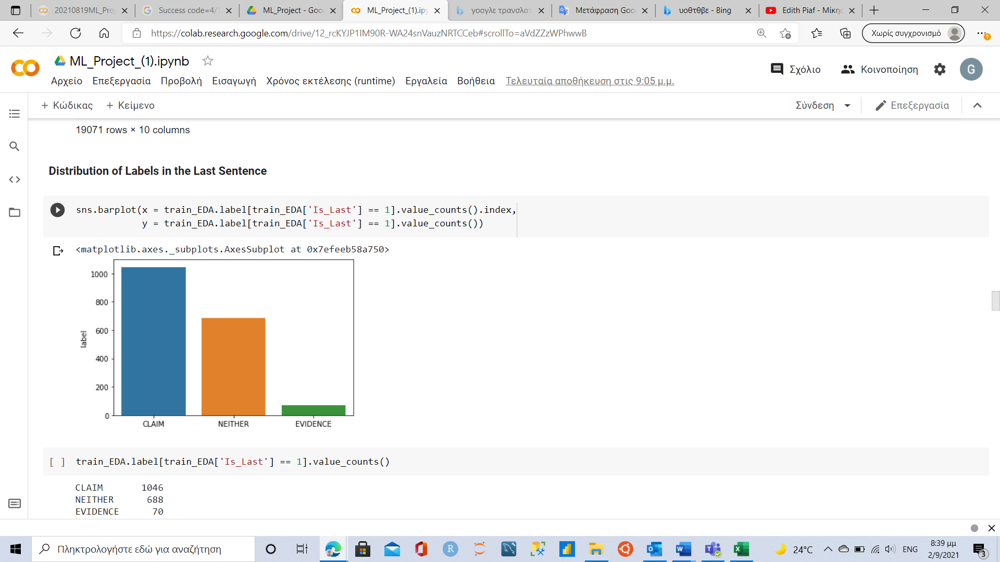 20210819ML_Proj
Success code=4/1
ML_Project - Goo
ML_Project_(1).ipy
γοογλε τρανσλατ
Μετάφραση Goo
υοθτθβε - Bing
Edith Piaf - Μίκης
https://colab.research.google.com/drive/12_rcKYJP1IM90R-WA24snVauzNRTCCeb#scrollTo=aVdZZzWPhwwB
Χωρίς συγχρονισμό
ML_Project_(1).ipynb
Σχόλιο
Κοινοποίηση
G
Αρχείο Επεξεργασία Προβολή Εισαγωγή Χρόνος εκτέλεσης (runtime) Εργαλεία Βοήθεια Τελευταία αποθήκευση στις 9:05 μ.μ.
+ Κώδικας + Κείμενο
Σύνδεση
Επεξεργασία
19071 rows × 10 columns
Distribution of Labels in the Last Sentence
sns.barplot(x = train_EDA.label[train_EDA['Is_Last'] == 1].value_counts().index,
y = train_EDA.label[train_EDA['Is_Last'] == 1].value_counts())
<matplotlib.axes._subplots.AxesSubplot at 0x7efeeb58a750>
1000
800
600
400
200
0
label
CLAIM NEITHER EVIDENCE
[ ] train_EDA.label[train_EDA['Is_Last'] == 1].value_counts()
CLAIM 1046
NEITHER 688
EVIDENCE 70
Πληκτρολογήστε εδώ για αναζήτηση
24°C
ENG
8:39 μμ
2/9/2021
3